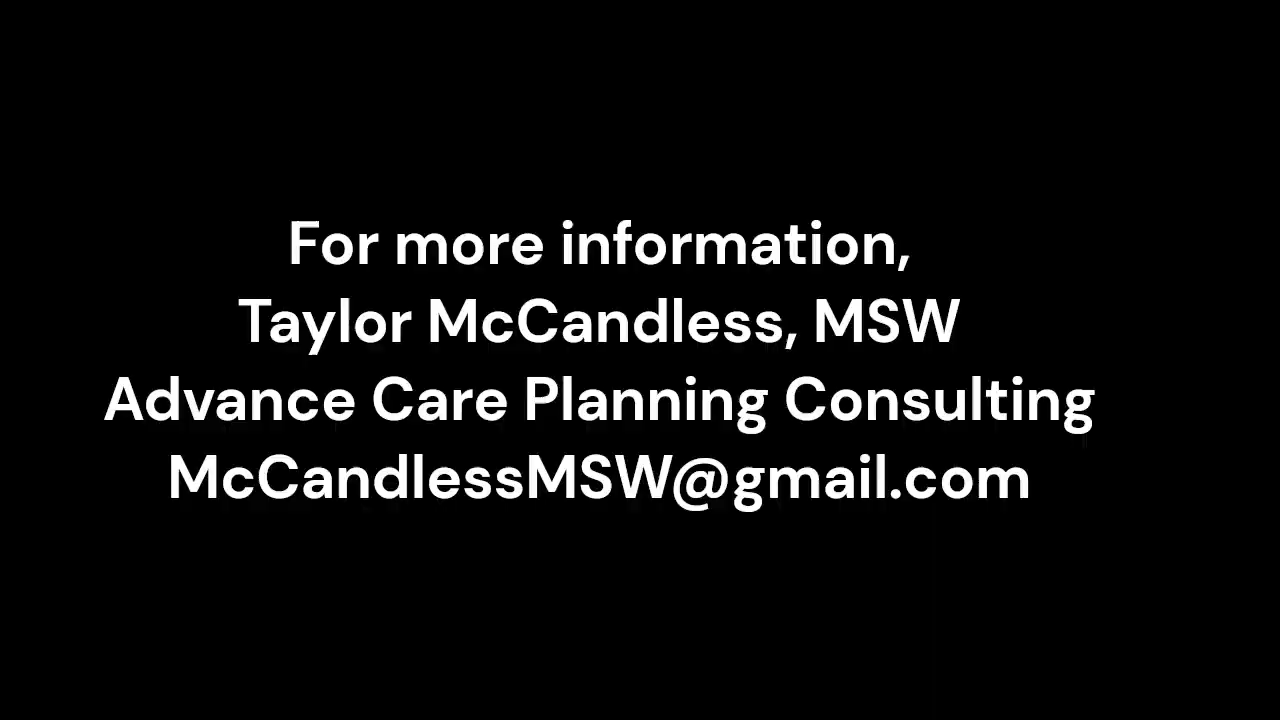 For more information,
Taylor McCandless, MSW
Advance Care Planning Consulting
McCandlessMSW@gmail.com